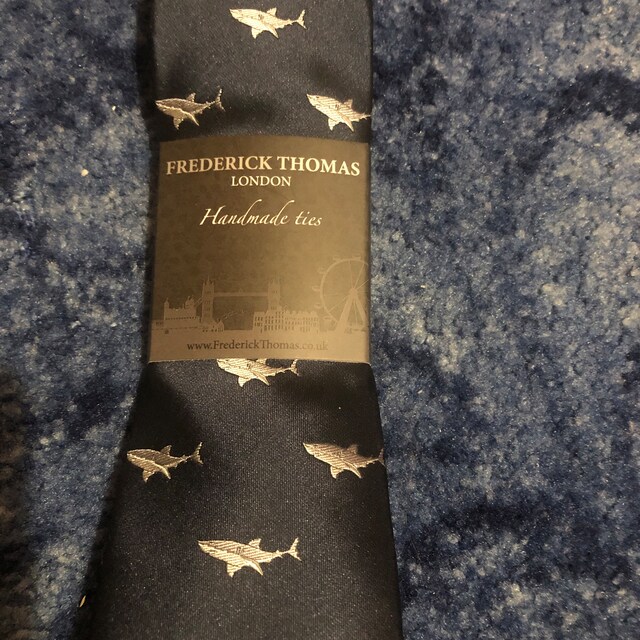 FREDERICK THOMAS
LONDON
Handmade ties
www.FrederickThomas.co.uk